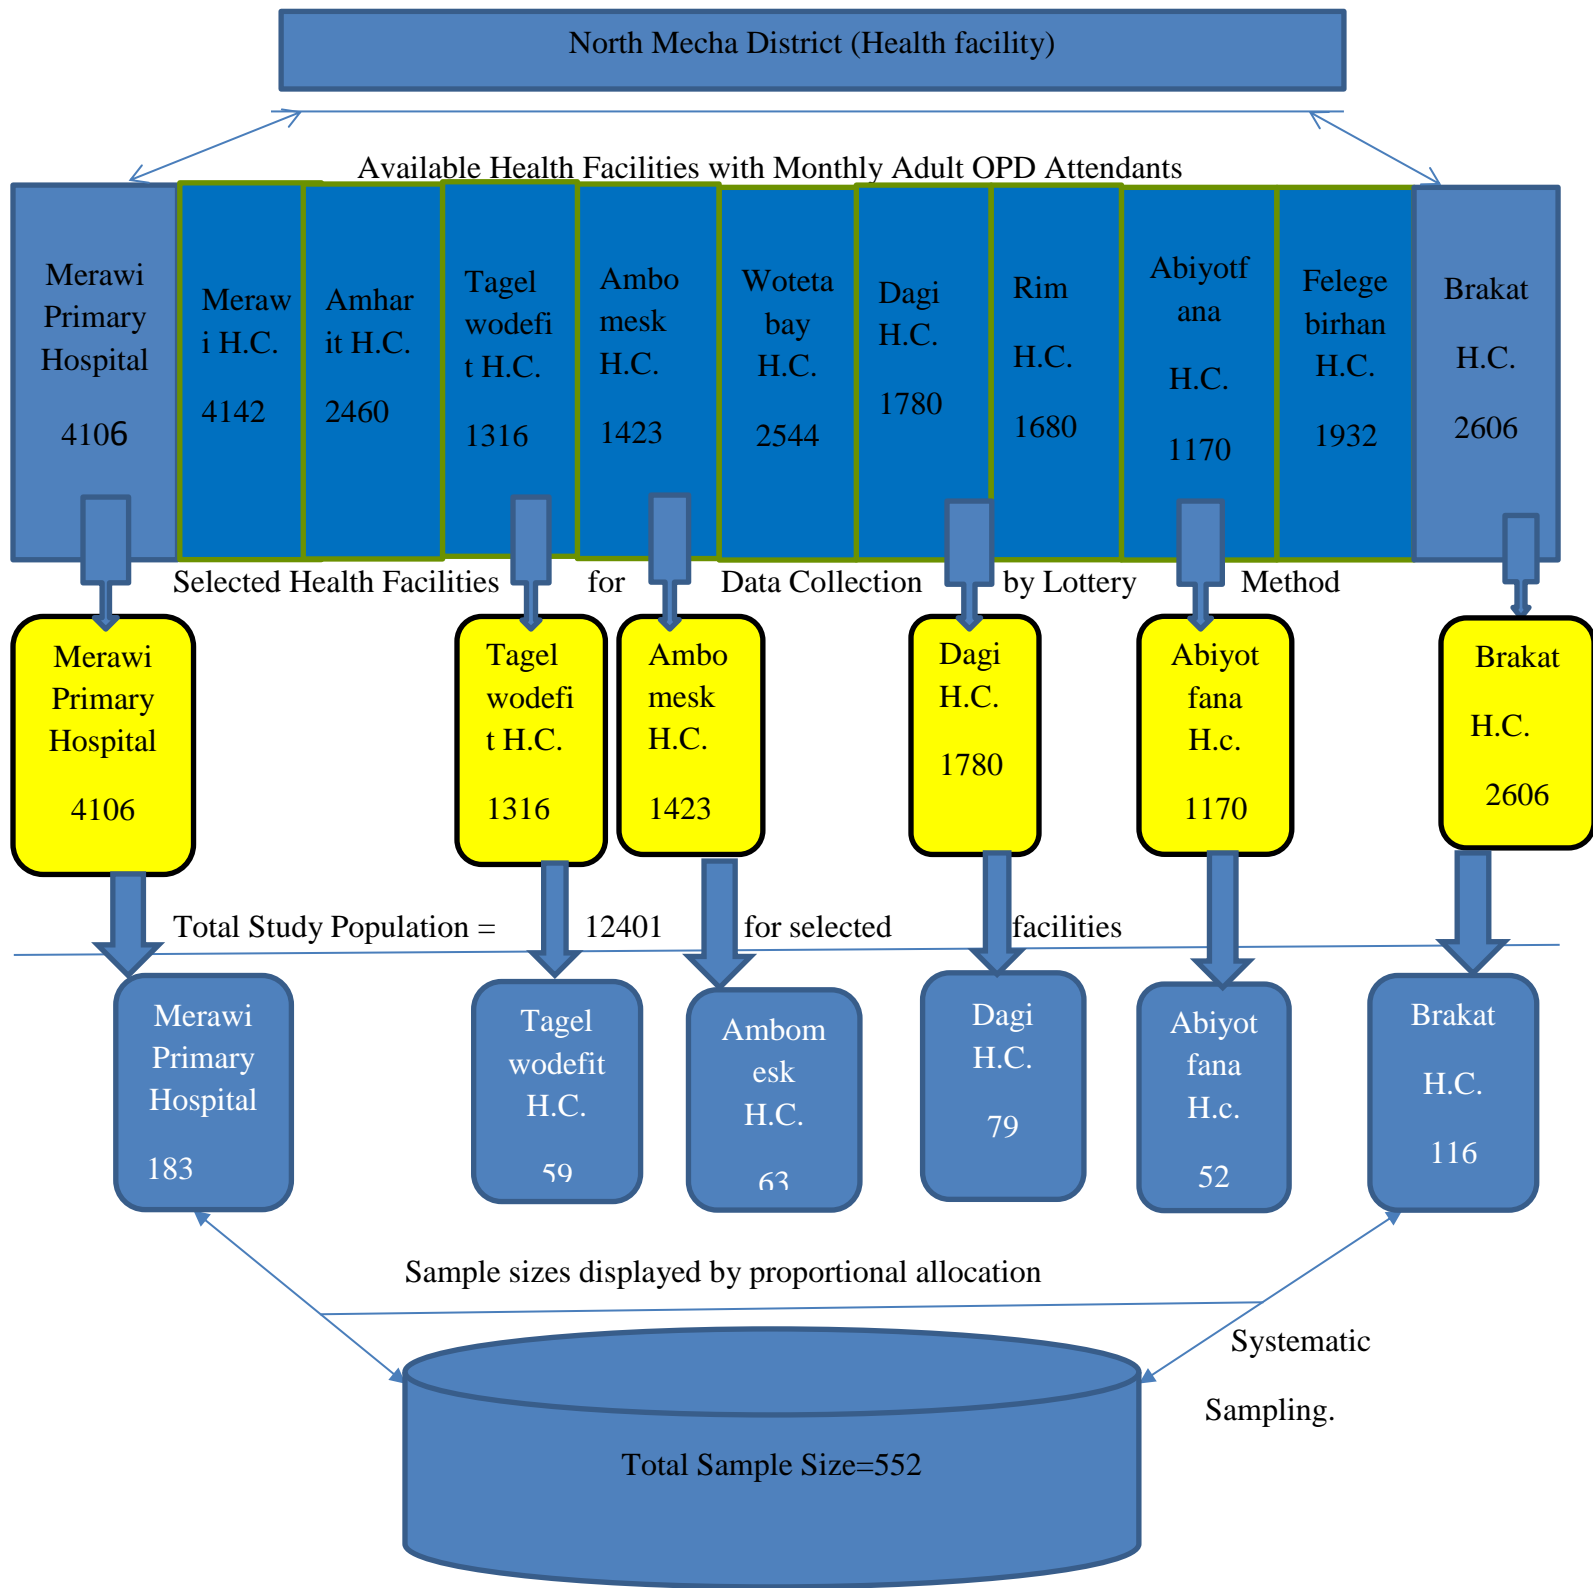 North Mecha District (Health facility)
Available Health Facilities with Monthly Adult OPD Attendants
Merawi
Primary
Hospital
4106
Meraw
i H.C.
4142
Amhar
it H.C.
2460
Tagel
wodefi
t H.C.
1316
Ambo
mesk
H.C.
1423
Woteta
bay
H.C.
2544
Dagi
H.C.
1780
Rim
H.C.
1680
Abiyotf
ana
H.C.
1170
Felege
birhan
H.C.
1932
Brakat
H.C.
2606
Selected Health Facilities for Data Collection by Lottery Method
Merawi
Primary
Hospital
4106
Tagel
wodefi
t H.C.
1316
Ambo
mesk
H.C.
1423
Dagi
H.C.
1780
Abiyot
fana
H.c.
1170
Brakat
H.C.
2606
Total Study Population = 12401 for selected facilities
Merawi
Primary
Hospital
183
Tagel
wodefit
H.C.
59
Ambom
esk
H.C.
63
Dagi
H.C.
79
Abiyot
fana
H.c.
52
Brakat
H.C.
116
Sample sizes displayed by proportional allocation
Systematic
Sampling.
Total Sample Size=552